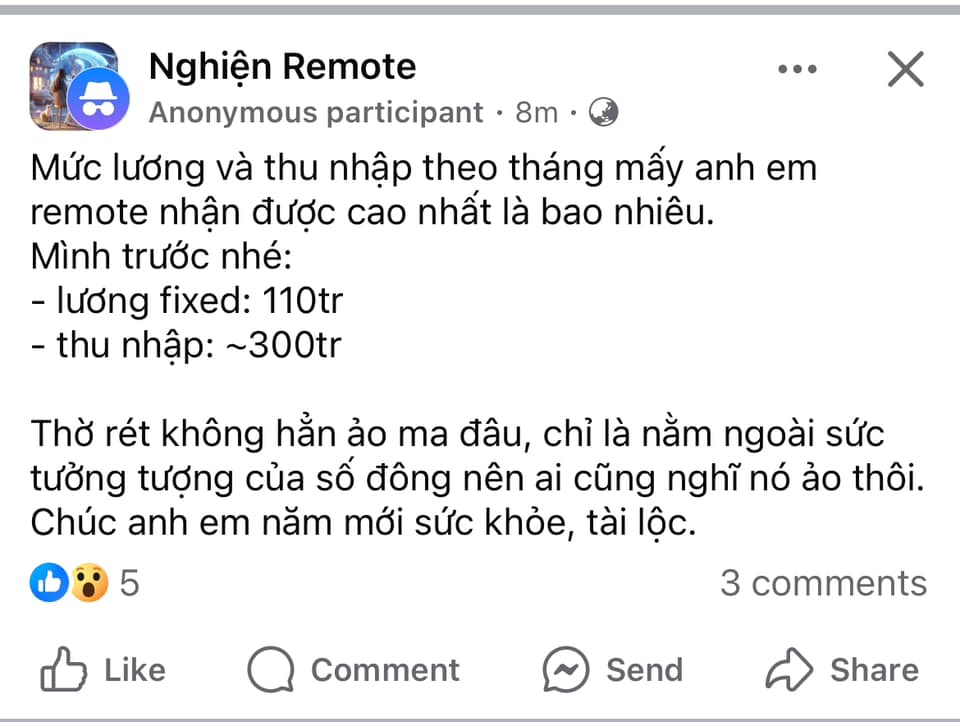 Nghiện Remote
Anonymous participant · 8m ·
Mức lương và thu nhập theo tháng mấy anh em
remote nhận được cao nhất là bao nhiêu.
Mình trước nhé:
- lương fixed: 110tr
- thu nhập: ~300tr
Thờ rét không hẳn ảo ma đâu, chỉ là nằm ngoài sức
tưởng tượng của số đông nên ai cũng nghĩ nó ảo thôi.
Chúc anh em năm mới sức khỏe, tài lộc.
5 3 comments
Like Comment Send Share